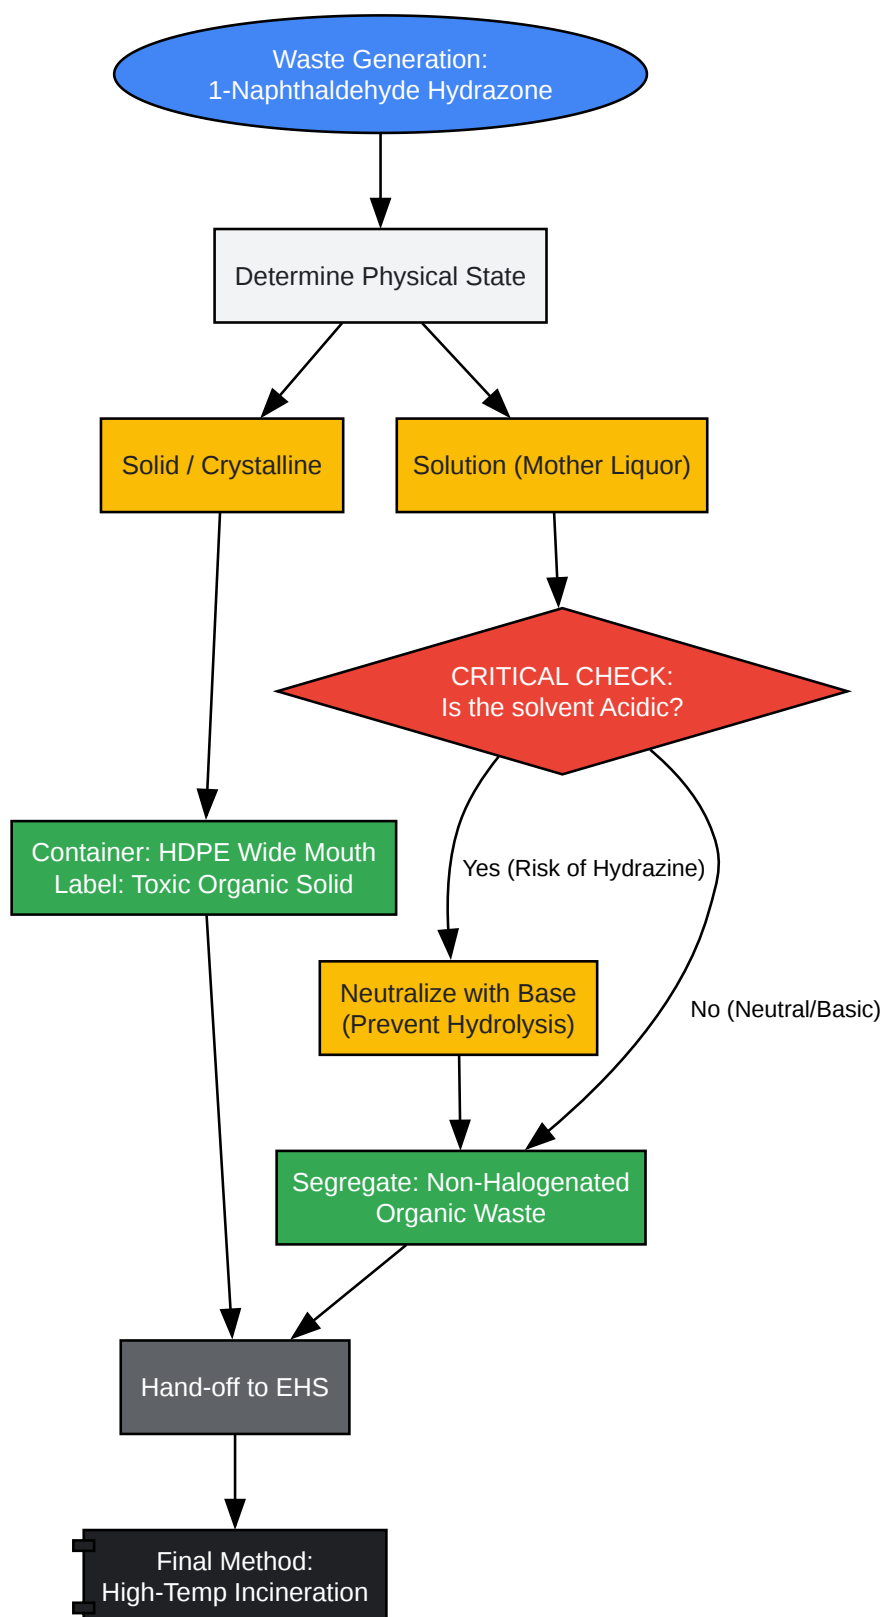 Waste Generation:
1-Naphthaldehyde Hydrazone
Determine Physical State
Solid / Crystalline
Solution (Mother Liquor)
CRITICAL CHECK:
Is the solvent Acidic?
Container: HDPE Wide Mouth
Label: Toxic Organic Solid
Yes (Risk of Hydrazine)
Neutralize with Base
(Prevent Hydrolysis)
No (Neutral/Basic)
Segregate: Non-Halogenated
Organic Waste
Hand-off to EHS
Final Method:
High-Temp Incineration